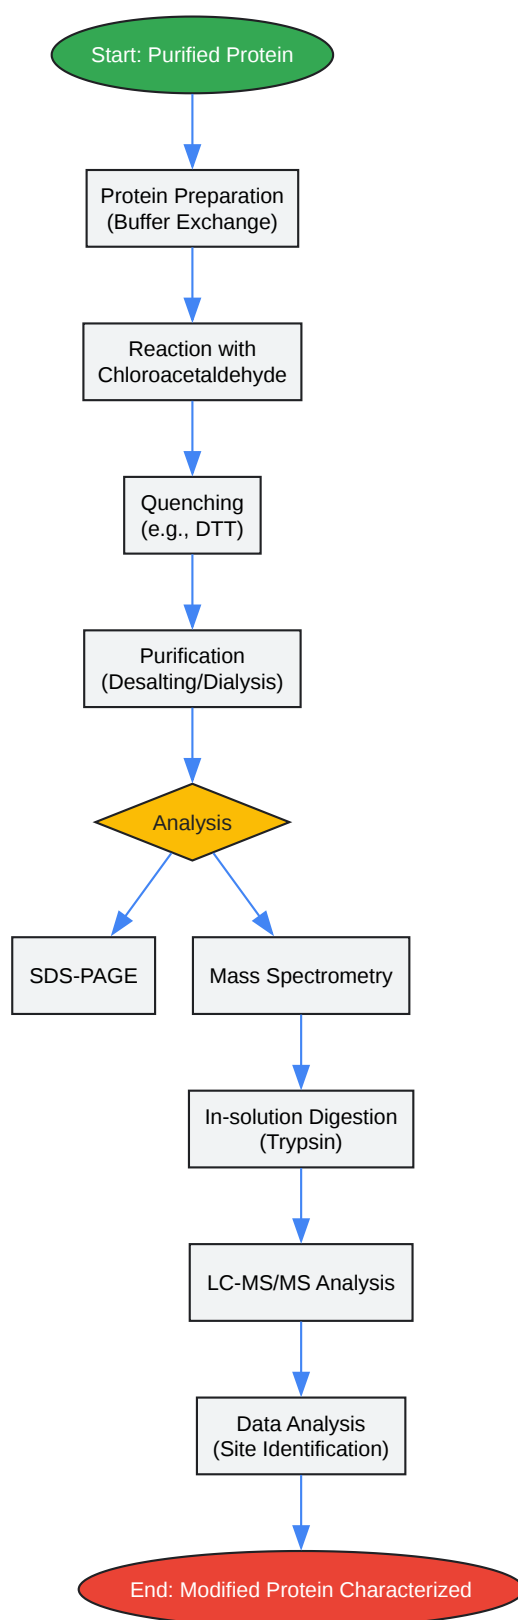 Start: Purified Protein
Protein Preparation
(Buffer Exchange)
Reaction with
Chloroacetaldehyde
Quenching
(e.g., DTT)
Purification
(Desalting/Dialysis)
Analysis
SDS-PAGE
Mass Spectrometry
In-solution Digestion
(Trypsin)
LC-MS/MS Analysis
Data Analysis
(Site Identification)
End: Modified Protein Characterized